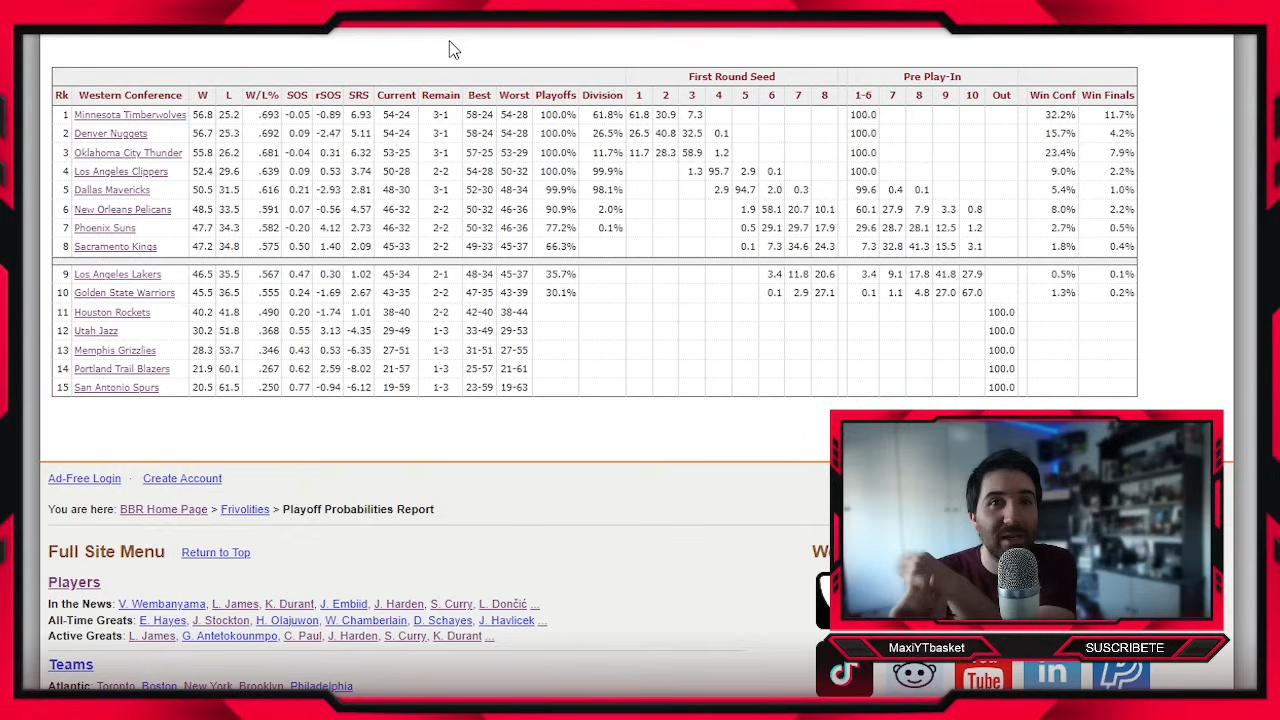 First Round Seed Pre Play-In
Rk Western Conference W L W/L% SOS rSOS SRS Current Remain Best Worst Playoffs Division 1 2 3 4 5 6 7 8 1-6 7 8 9 10 Out Win Conf Win Finals
1 Minnesota Timberwolves 56.8 25.2 .693 -0.05 -0.89 6.93 54-24 3-1 58-24 54-28 100.0% 61.8% 61.8 30.9 7.3 100.0 32.2% 11.7%
2 Denver Nuggets 56.7 25.3 .692 0.09 -2.47 5.11 54-24 3-1 58-24 54-28 100.0% 26.5% 26.5 40.8 32.5 0.1 100.0 15.7% 4.2%
3 Oklahoma City Thunder 55.8 26.2 .681 -0.04 0.31 6.32 53-25 3-1 57-25 53-29 100.0% 11.7% 11.7 28.3 58.9 1.2 100.0 23.4% 7.9%
4 Los Angeles Clippers 52.4 29.6 .639 0.09 0.53 3.74 50-28 2-2 54-28 50-32 100.0% 99.9% 1.3 95.7 2.9 0.1 100.0 9.0% 2.2%
5 Dallas Mavericks 50.5 31.5 .616 0.21 -2.93 2.81 48-30 3-1 52-30 48-34 99.9% 98.1% 2.9 94.7 2.0 0.3 99.6 0.4 0.1 5.4% 1.0%
6 New Orleans Pelicans 48.5 33.5 .591 0.07 -0.56 4.57 46-32 2-2 50-32 46-36 90.9% 2.0% 1.9 58.1 20.7 10.1 60.1 27.9 7.9 3.3 0.8 8.0% 2.2%
7 Phoenix Suns 47.7 34.3 .582 -0.20 4.12 2.73 46-32 2-2 50-32 46-36 77.2% 0.1% 0.5 29.1 29.7 17.9 29.6 28.7 28.1 12.5 1.2 2.7% 0.5%
8 Sacramento Kings 47.2 34.8 .575 0.50 1.40 2.09 45-33 2-2 49-33 45-37 66.3% 0.1 7.3 34.6 24.3 7.3 32.8 41.3 15.5 3.1 1.8% 0.4%
9 Los Angeles Lakers 46.5 35.5 .567 0.47 0.30 1.02 45-34 2-1 48-34 45-37 35.7% 3.4 11.8 20.6 3.4 9.1 17.8 41.8 27.9 0.5% 0.1%
10 Golden State Warriors 45.5 36.5 .555 0.24 -1.69 2.67 43-35 2-2 47-35 43-39 30.1% 0.1 2.9 27.1 0.1 1.1 4.8 27.0 67.0 1.3% 0.2%
11 Houston Rockets 40.2 41.8 .490 0.20 -1.74 1.01 38-40 2-2 42-40 38-44 100.0
12 Utah Jazz 30.2 51.8 .368 0.55 3.13 -4.35 29-49 1-3 33-49 29-53 100.0
13 Memphis Grizzlies 28.3 53.7 .346 0.43 0.53 -6.35 27-51 1-3 31-51 27-55 100.0
14 Portland Trail Blazers 21.9 60.1 .267 0.62 2.59 -8.02 21-57 1-3 25-57 21-61 100.0
15 San Antonio Spurs 20.5 61.5 .250 0.77 -0.94 -6.12 19-59 1-3 23-59 19-63 100.0
Ad-Free Login · Create Account
You are here: BBR Home Page > Frivolities > Playoff Probabilities Report
Full Site Menu Return to Top
Players
In the News: V. Wembanyama, L. James, K. Durant, J. Embiid, J. Harden, S. Curry, L. Dončić ...
All-Time Greats: E. Hayes, J. Stockton, H. Olajuwon, W. Chamberlain, D. Schayes, J. Havlicek ...
Active Greats: L. James, G. Antetokounmpo, C. Paul, J. Harden, S. Curry, K. Durant ...
Teams
Atlantic: Toronto, Boston, New York, Brooklyn, Philadelphia
MaxiYTbasket SUSCRIBETE
Tube in